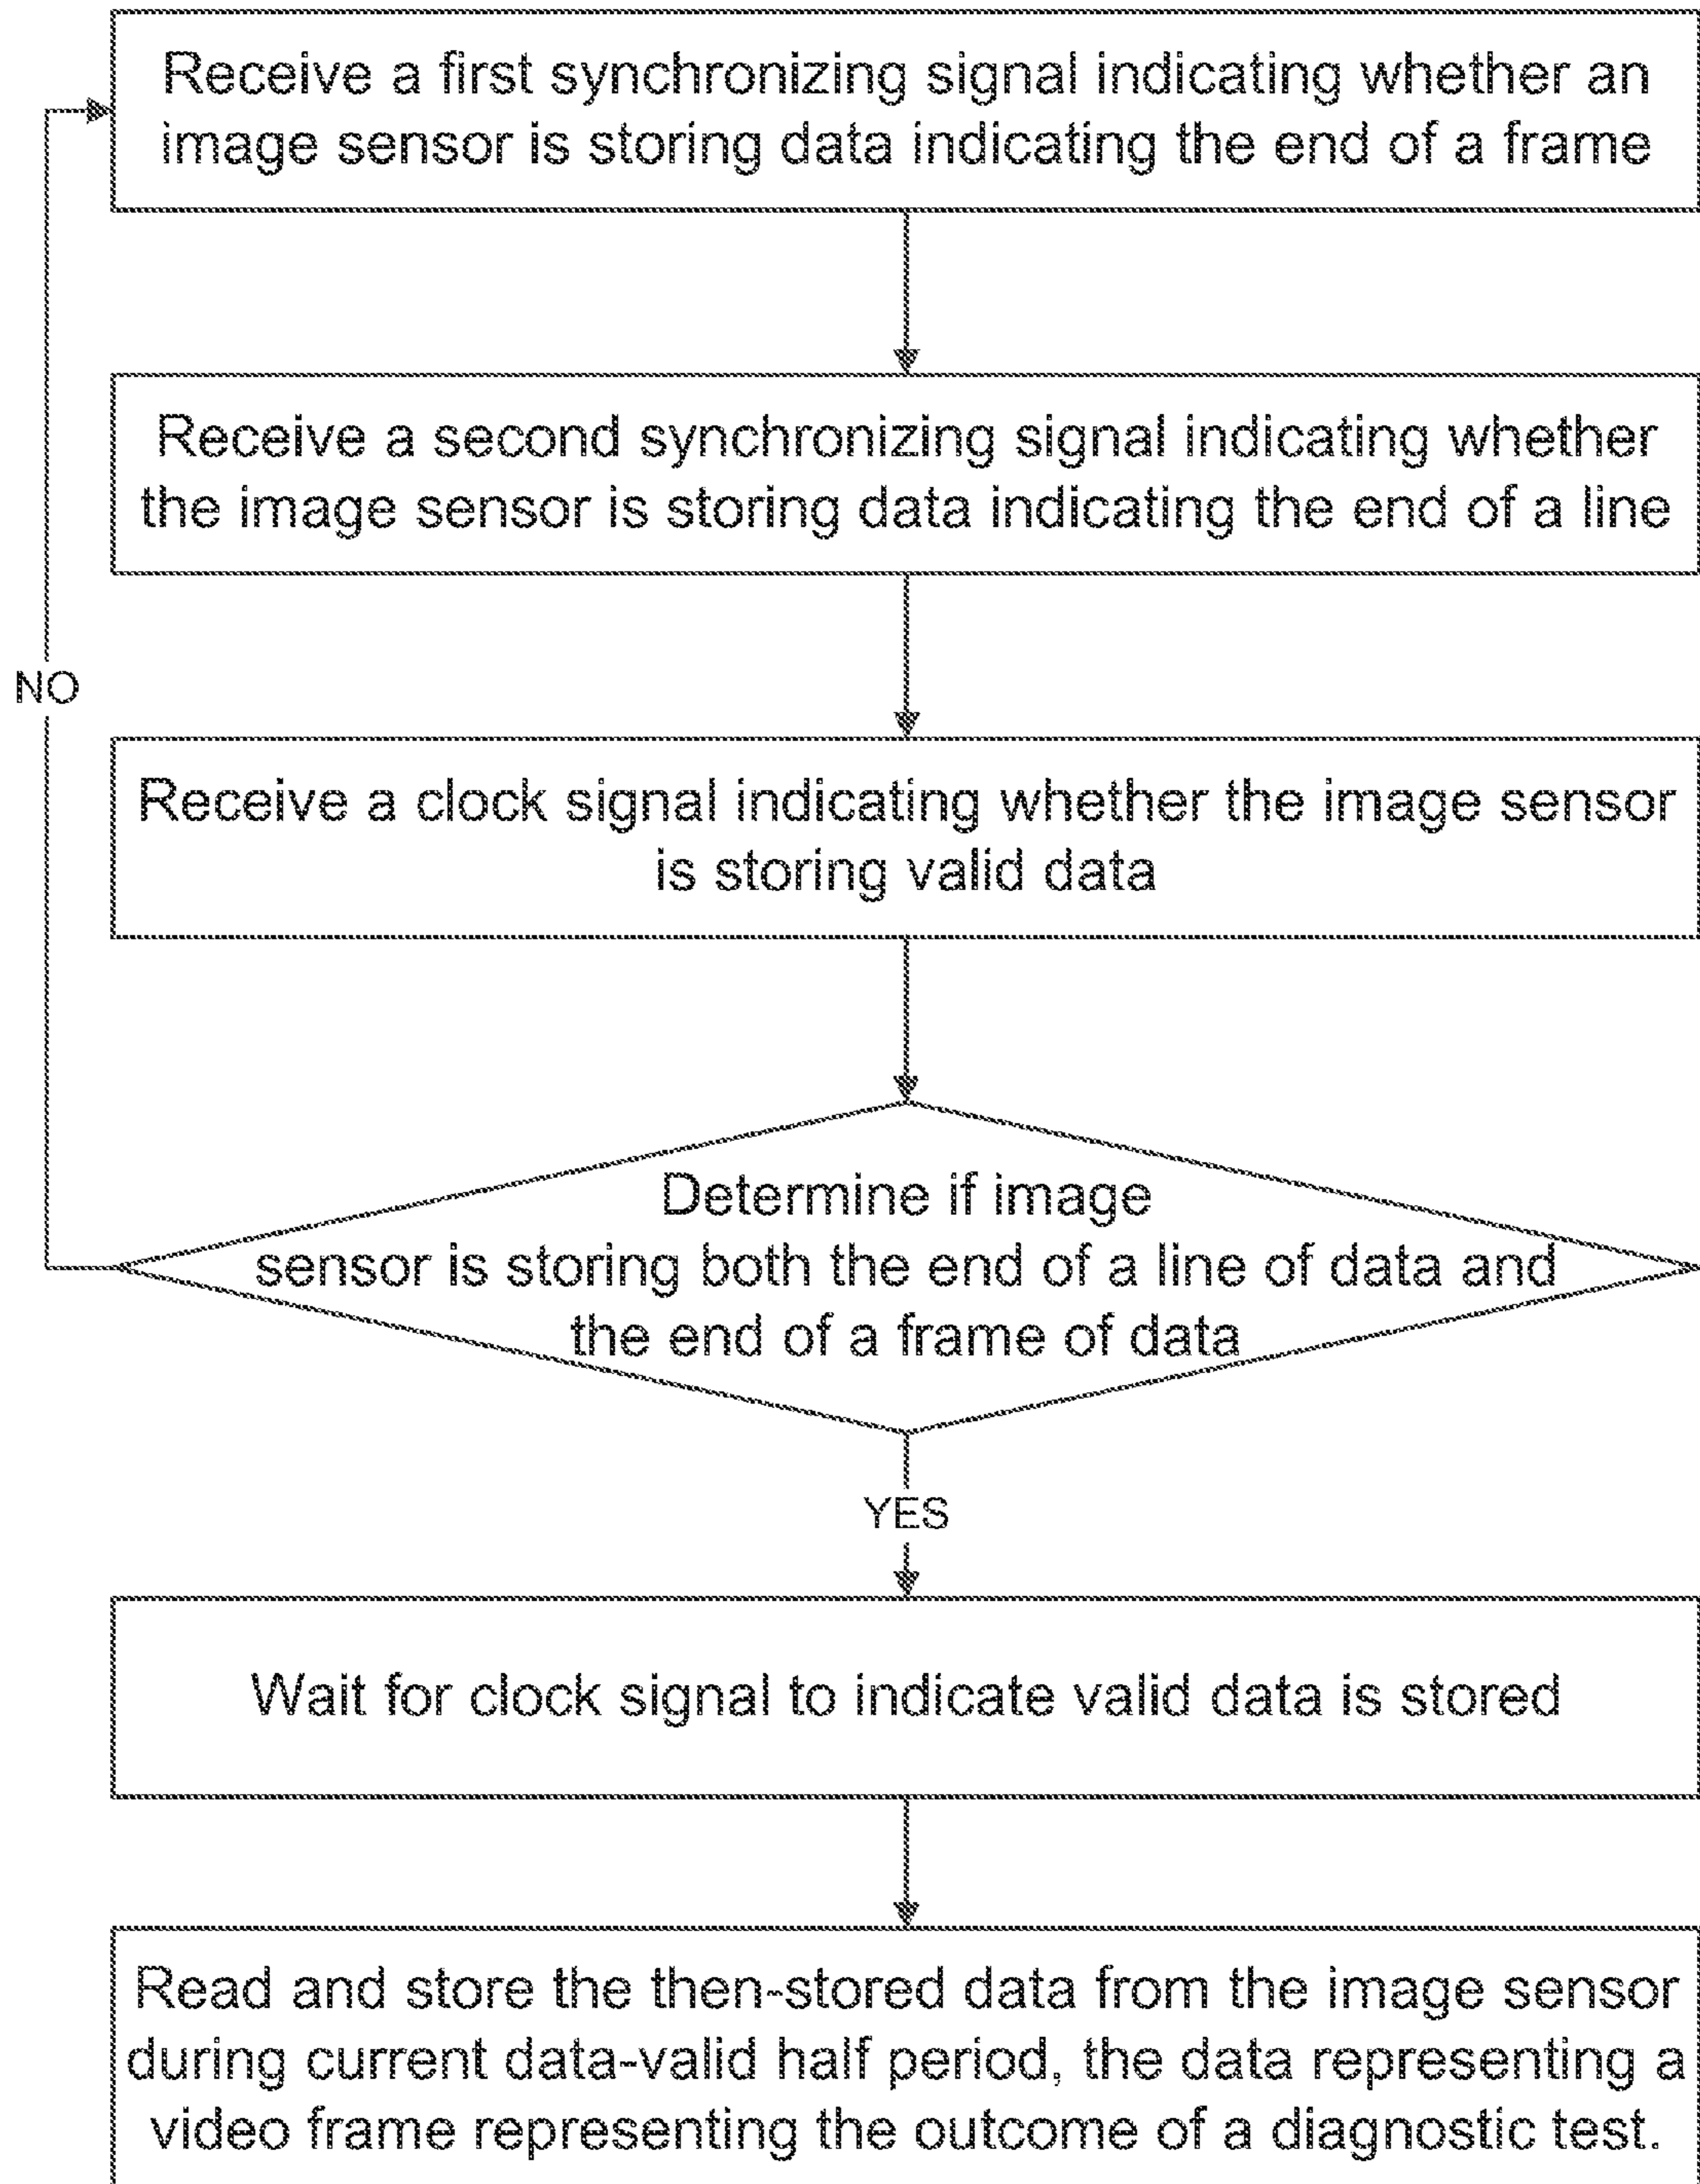 Receive a first synchronizing signal indicating whether an
image sensor is storing data indicating the end of a frame
Receive a second synchronizing signal indicating whether
the image sensor is storing data indicating the end of a line
NO
Receive a clock signal indicating whether the image sensor
is storing valid data
Determine if image
sensor is storing both the end of a line of data and
the end of a frame of data
YES
Wait for clock signal to indicate valid data is stored
Read and store the then-stored data from the image sensor
during current data-valid half period, the data representing a
video frame representing the outcome of a diagnostic test.